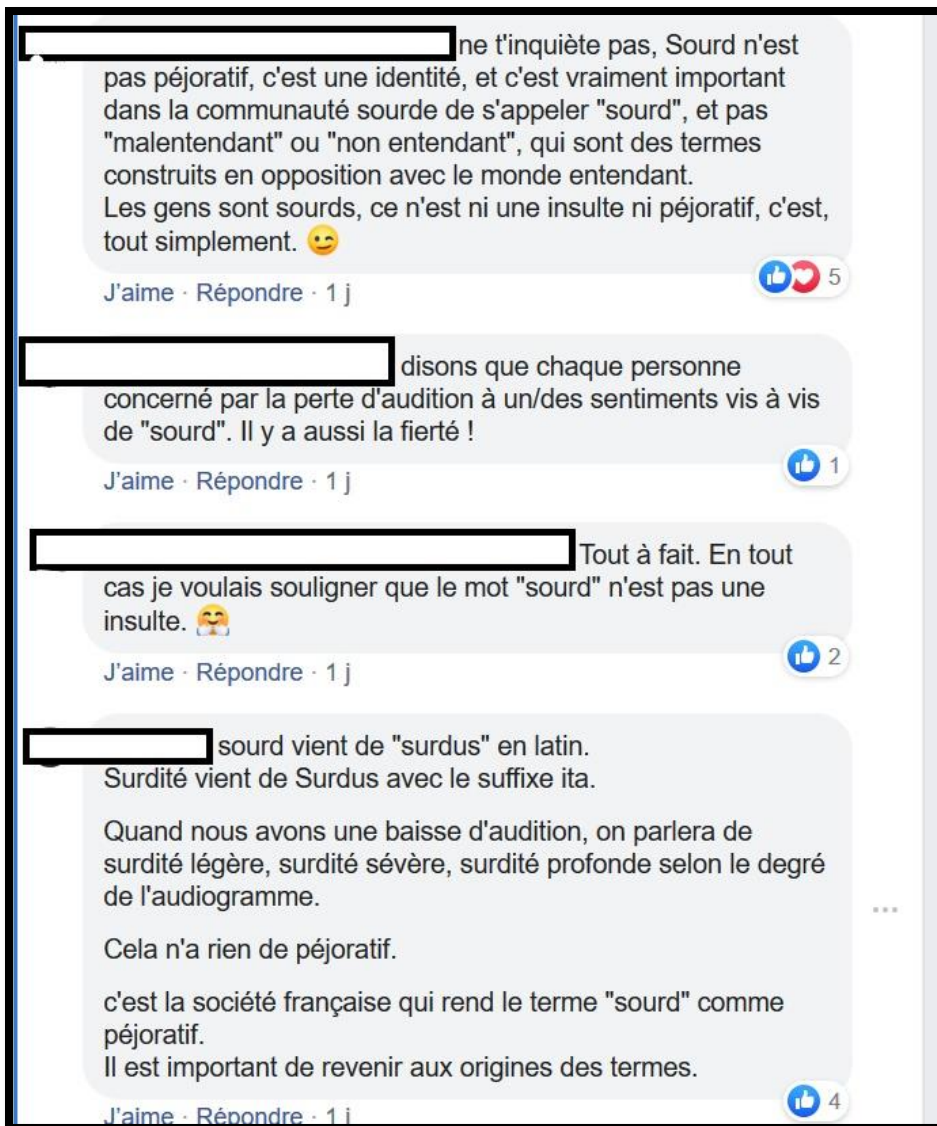 ne t'inquiète pas, Sourd n'est
pas péjoratif, c'est une identité, et c'est vraiment important
dans la communauté sourde de s'appeler "sourd", et pas
"malentendant" ou "non entendant", qui sont des termes
construits en opposition avec le monde entendant.
Les gens sont sourds, ce n'est ni une insulte ni péjoratif, c'est,
tout simplement. 😉
5
J'aime · Répondre · 1 j
disons que chaque personne
concerné par la perte d'audition à un/des sentiments vis à vis
de "sourd". Il y a aussi la fierté !
1
J'aime · Répondre · 1 j
Tout à fait. En tout
cas je voulais souligner que le mot "sourd" n'est pas une
insulte. 🤗
2
J'aime · Répondre · 1 j
sourd vient de "surdus" en latin.
Surdité vient de Surdus avec le suffixe ita.
Quand nous avons une baisse d'audition, on parlera de
surdité légère, surdité sévère, surdité profonde selon le degré
de l'audiogramme.
Cela n'a rien de péjoratif.
c'est la société française qui rend le terme "sourd" comme
péjoratif.
Il est important de revenir aux origines des termes.
4
J'aime · Répondre · 1 j